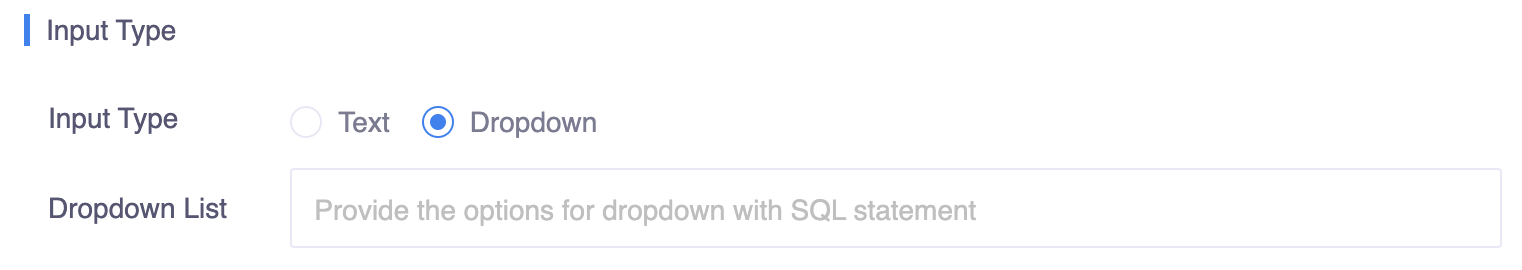 Input Type
Input Type Text Dropdown
Dropdown List Provide the options for dropdown with SQL statement